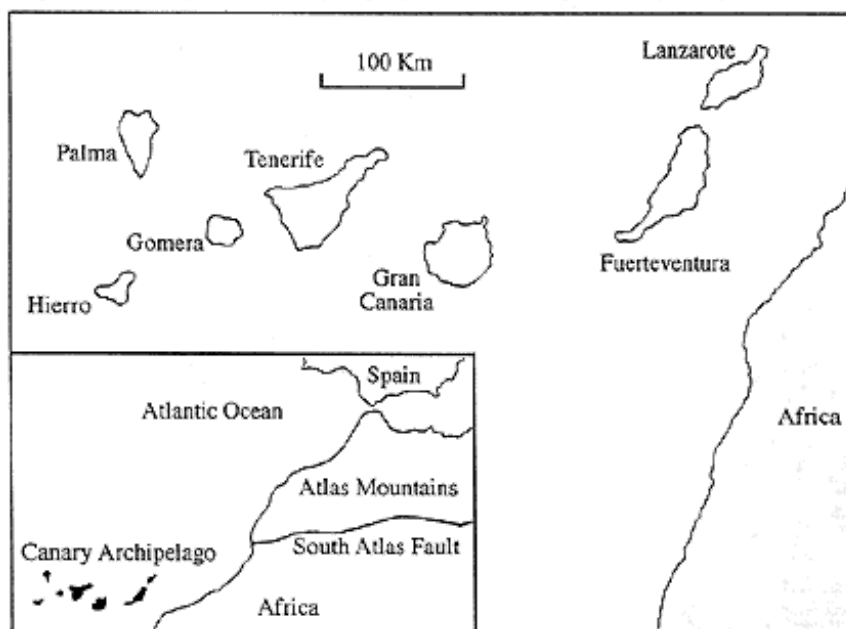 Lanzarote
100 Km
Palma
Tenerife
Gomera
Fuerteventura
Gran
Canaria
Hierro
Africa
Spain
Atlantic Ocean
Atlas Mountains
South Atlas Fault
Canary Archipelago
Africa